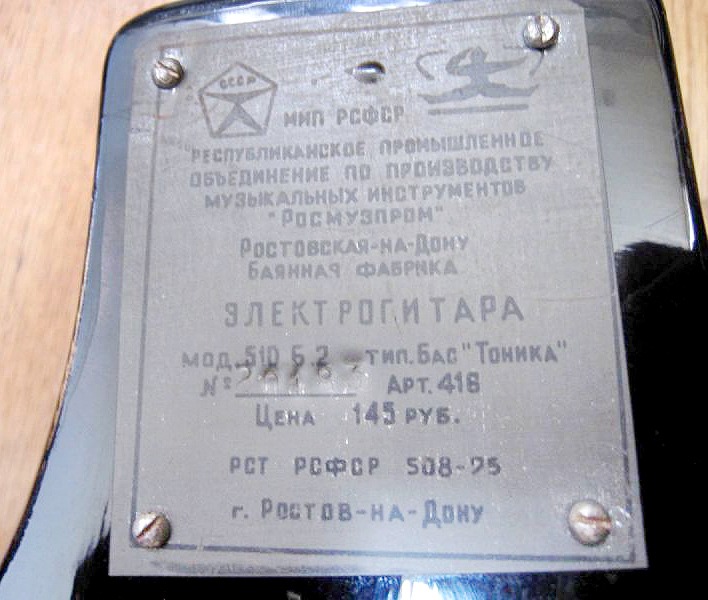 СССР
МИП РСФСР
РЕСПУБЛИКАНСКОЕ ПРОМЫШЛЕННОЕ
ОБЪЕДИНЕНИЕ ПО ПРОИЗВОДСТВУ
МУЗЫКАЛЬНЫХ ИНСТРУМЕНТОВ
"РОСМУЗПРОМ"
РОСТОВСКАЯ-НА-ДОНУ
БАЯННАЯ ФАБРИКА
ЭЛЕКТРОГИТАРА
МОД. 510 Б 2 - ТИП. БАС "ТОНИКА"
№ АРТ. 418
ЦЕНА 145 РУБ.
РСТ РСФСР 508-75
г. РОСТОВ-НА-ДОНУ